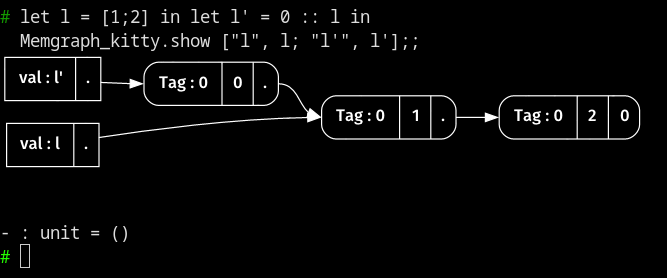 # let l = [1;2] in let l' = 0 :: l in
Memgraph_kitty.show ["l", l; "l'", l'];;
val : l' .
Tag : 0 0 .
Tag : 0 1 .
Tag : 0 2 0
val : l .
- : unit = ()
#